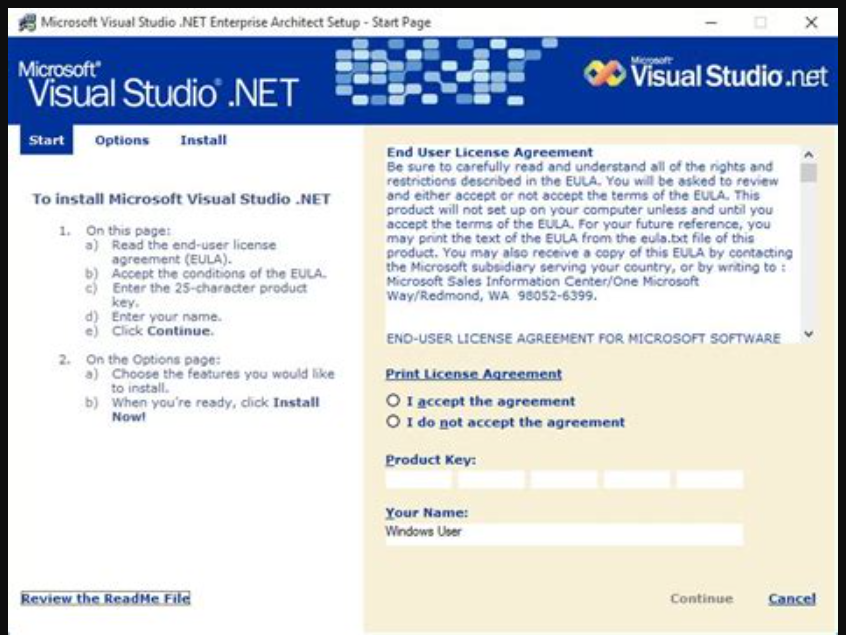 Microsoft Visual Studio .NET Enterprise Architect Setup - Start Page
Microsoft®
Visual Studio® .NET
Microsoft®
Visual Studio.net
Start
Options
Install
To install Microsoft Visual Studio .NET
1. On this page:
a) Read the end-user license
agreement (EULA).
b) Accept the conditions of the EULA.
c) Enter the 25-character product
key.
d) Enter your name.
e) Click Continue.
2. On the Options page:
a) Choose the features you would like
to install.
b) When you're ready, click Install
Now!
Review the ReadMe File
End User License Agreement
Be sure to carefully read and understand all of the rights and
restrictions described in the EULA. You will be asked to review
and either accept or not accept the terms of the EULA. This
product will not set up on your computer unless and until you
accept the terms of the EULA. For your future reference, you
may print the text of the EULA from the eula.txt file of this
product. You may also receive a copy of this EULA by contacting
the Microsoft subsidiary serving your country, or by writing to :
Microsoft Sales Information Center/One Microsoft
Way/Redmond, WA 98052-6399.
END-USER LICENSE AGREEMENT FOR MICROSOFT SOFTWARE
Print License Agreement
I accept the agreement
I do not accept the agreement
Product Key:
Your Name:
Windows User
Continue
Cancel